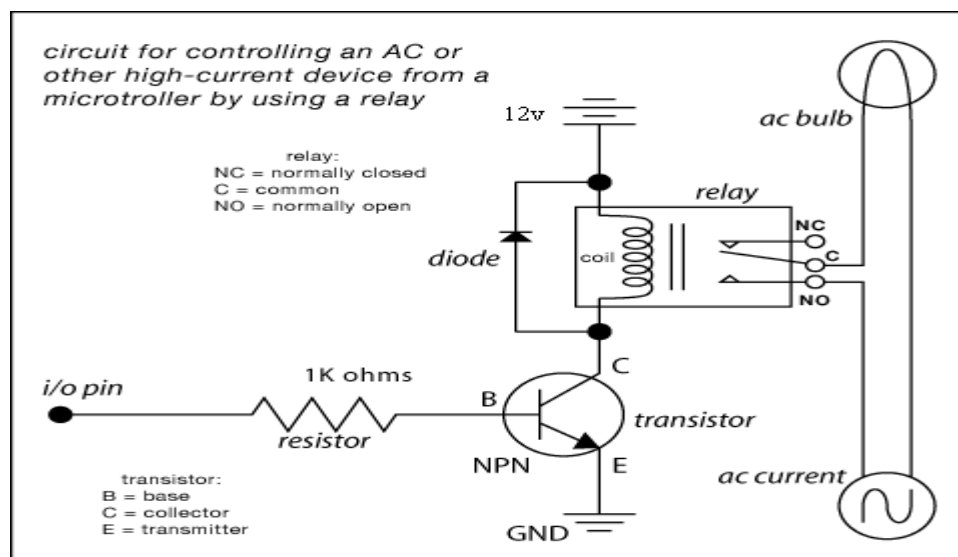 circuit for controlling an AC or
other high-current device from a
microtroller by using a relay
12v
ac bulb
relay:
NC = normally closed
C = common
NO = normally open
relay
NC
C
NO
diode
coil
C
i/o pin
1K ohms
B
resistor
transistor
NPN
E
ac current
transistor:
B = base
C = collector
E = transmitter
GND